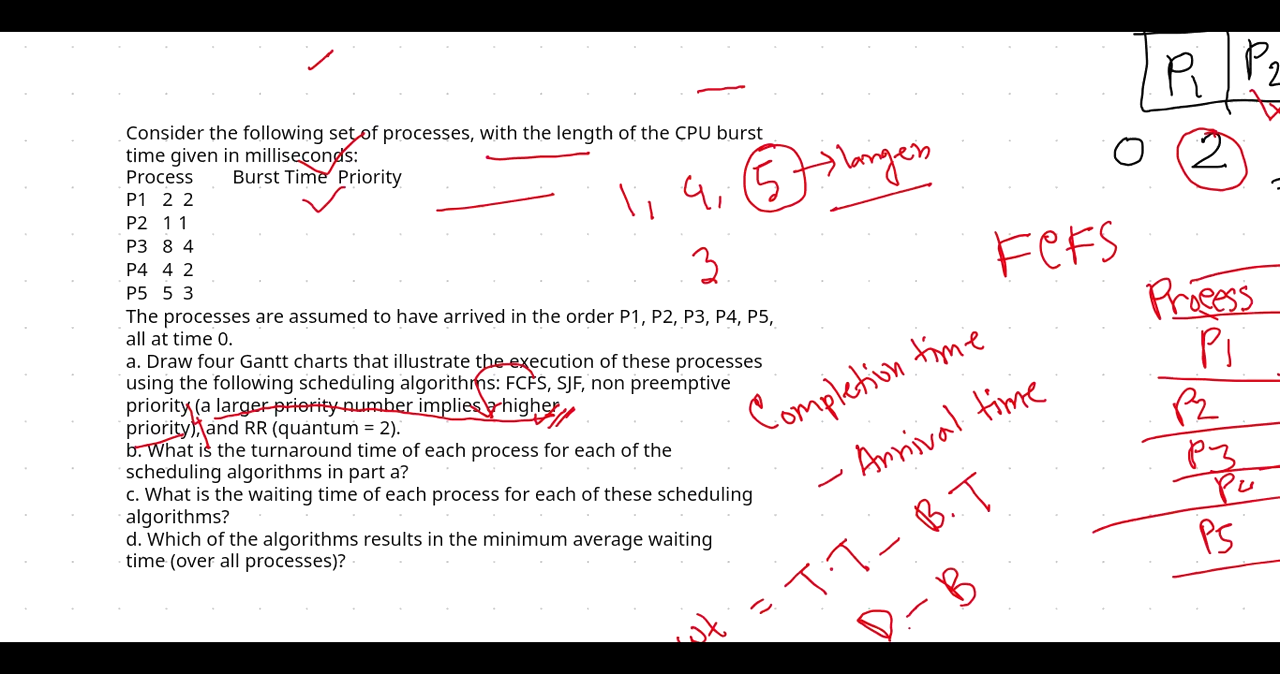 Consider the following set of processes, with the length of the CPU burst
time given in milliseconds:
Process Burst Time Priority
P1 2 2
P2 1 1
P3 8 4
P4 4 2
P5 5 3
The processes are assumed to have arrived in the order P1, P2, P3, P4, P5,
all at time 0.
a. Draw four Gantt charts that illustrate the execution of these processes
using the following scheduling algorithms: FCFS, SJF, non preemptive
priority (a larger priority number implies a higher
priority), and RR (quantum = 2).
b. What is the turnaround time of each process for each of the
scheduling algorithms in part a?
c. What is the waiting time of each process for each of these scheduling
algorithms?
d. Which of the algorithms results in the minimum average waiting
time (over all processes)?
1, 4, 5 → larger
3
P1 P2
0 2
FCFS
Completion time
- Arrival time
wt = T.T - B.T
- B
Process
P1
P2
P3
P4
P5